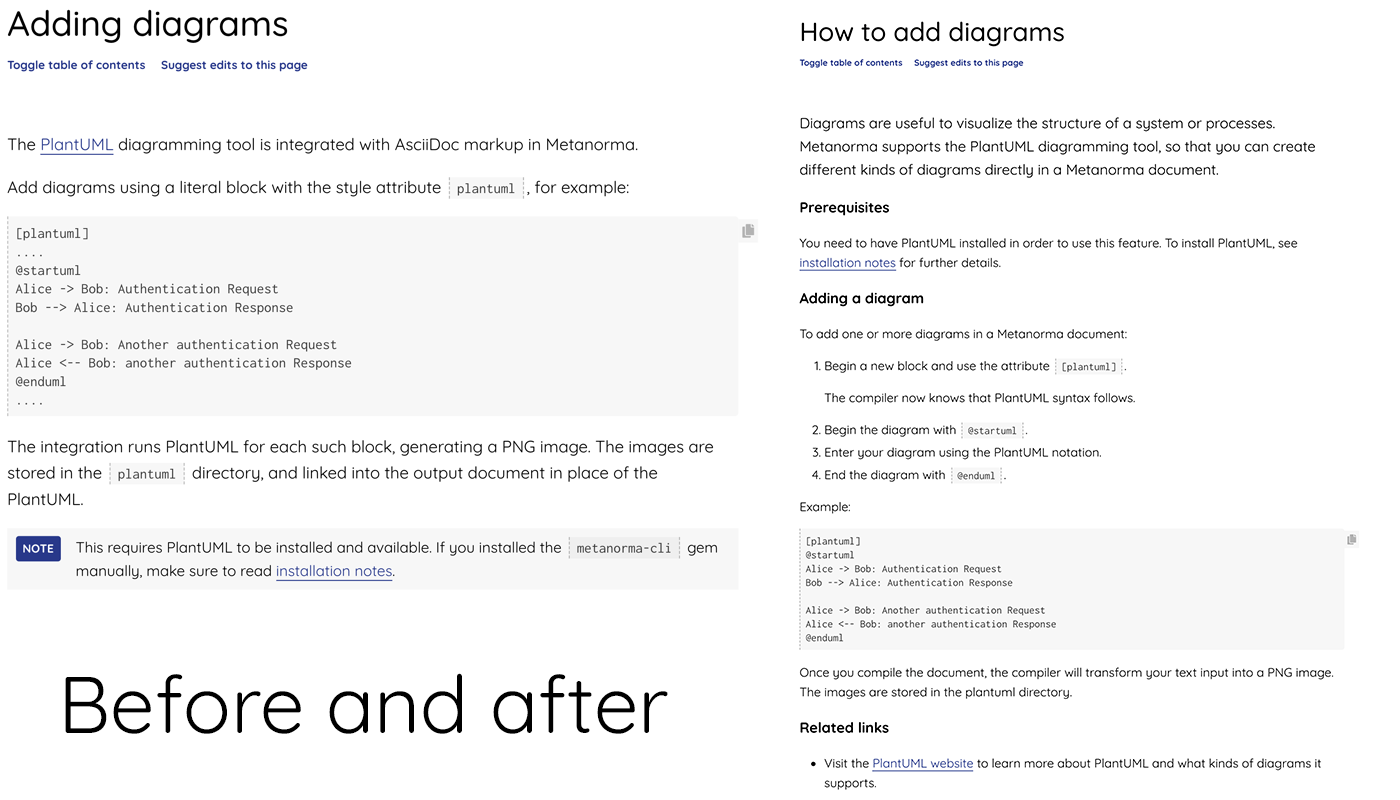 Adding diagrams
Toggle table of contents Suggest edits to this page
The PlantUML diagramming tool is integrated with AsciiDoc markup in Metanorma.
Add diagrams using a literal block with the style attribute plantuml , for example:
[plantuml]
....
@startuml
Alice -> Bob: Authentication Request
Bob --> Alice: Authentication Response

Alice -> Bob: Another authentication Request
Alice <-- Bob: another authentication Response
@enduml
....
The integration runs PlantUML for each such block, generating a PNG image. The images are
stored in the plantuml directory, and linked into the output document in place of the
PlantUML.
NOTE
This requires PlantUML to be installed and available. If you installed the metanorma-cli gem
manually, make sure to read installation notes.
Before and after
How to add diagrams
Toggle table of contents Suggest edits to this page
Diagrams are useful to visualize the structure of a system or processes.
Metanorma supports the PlantUML diagramming tool, so that you can create
different kinds of diagrams directly in a Metanorma document.
Prerequisites
You need to have PlantUML installed in order to use this feature. To install PlantUML, see
installation notes for further details.
Adding a diagram
To add one or more diagrams in a Metanorma document:
1. Begin a new block and use the attribute [plantuml] .
The compiler now knows that PlantUML syntax follows.
2. Begin the diagram with @startuml .
3. Enter your diagram using the PlantUML notation.
4. End the diagram with @enduml .
Example:
[plantuml]
@startuml
Alice -> Bob: Authentication Request
Bob --> Alice: Authentication Response

Alice -> Bob: Another authentication Request
Alice <-- Bob: another authentication Response
@enduml
Once you compile the document, the compiler will transform your text input into a PNG image.
The images are stored in the plantuml directory.
Related links
• Visit the PlantUML website to learn more about PlantUML and what kinds of diagrams it
supports.